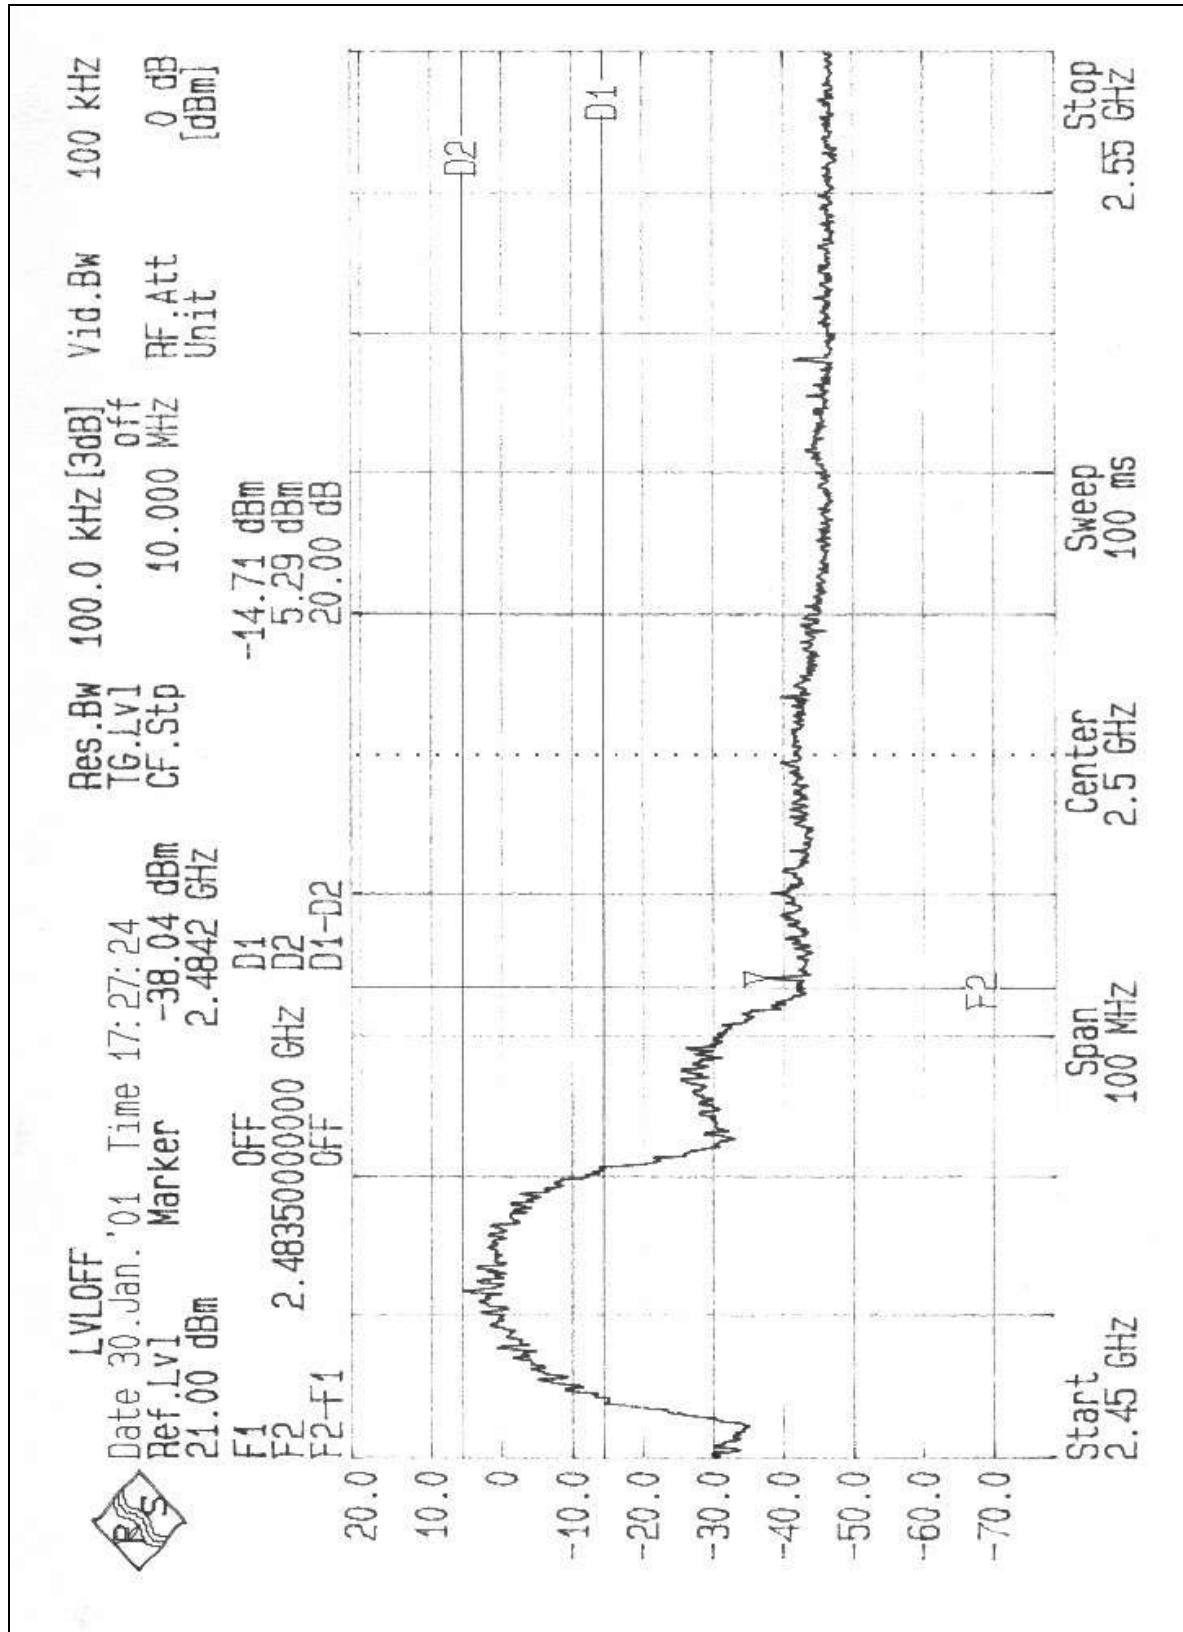 LVLOFF
Date 30.Jan.'01 Time 17:27:24
Ref.Lvl Marker -38.04 dBm Res.Bw 100.0 kHz[3dB] Vid.Bw 100 kHz
21.00 dBm 2.4842 GHz TG.Lvl off
CF.Stp 10.000 MHz RF.Att 0 dB
Unit [dBm]
F1 OFF D1 -14.71 dBm
F2 2.483500000000 GHz D2 5.29 dBm
F2-F1 OFF D1-D2 20.00 dB
20.0
10.0
D2
0
-10.0
D1
-20.0
-30.0
-40.0
-50.0
-60.0
F2
-70.0
Start Span Center Sweep Stop
2.45 GHz 100 MHz 2.5 GHz 100 ms 2.55 GHz
RS